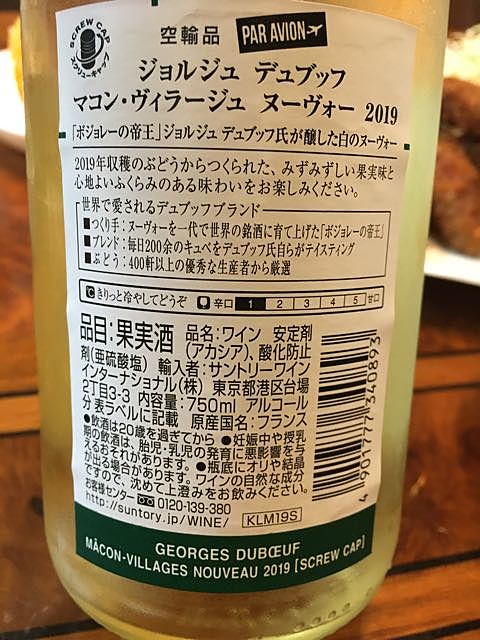 SCREW CAP
スクリューキャップ
空輸品 PAR AVION
ジョルジュ デュブッフ
マコン・ヴィラージュ ヌーヴォー 2019
「ボジョレーの帝王」ジョルジュ デュブッフ氏が醸した白のヌーヴォー
2019年収穫のぶどうからつくられた、みずみずしい果実味と
心地よいふくらみのある味わいをお楽しみください。
世界で愛されるデュブッフブランド
■つくり手：ヌーヴォーを一代で世界の銘酒に育て上げた「ボジョレーの帝王」
■ブレンド：毎日200余のキュベをデュブッフ氏自らがテイスティング
■ぶどう：400軒以上の優秀な生産者から厳選
℃ きりっと冷やしてどうぞ 辛口 1 2 3 4 5 甘口
品目：果実酒 品名：ワイン 安定剤
(アカシア)、酸化防止
剤(亜硫酸塩) 輸入者：サントリーワイン
インターナショナル(株) 東京都港区台場
2丁目3-3 内容量：750ml アルコール
分 表ラベルに記載 原産国名：フランス
●飲酒は20歳を過ぎてから ●妊娠中や授乳
期の飲酒は、胎児・乳児の発育に悪影響を与
えるおそれがあります。●瓶底にオリや結晶
が出る場合があります。ワインの自然な成分
ですので、沈めて上澄みをお飲みください。
お客様センター 0120-139-380
http://suntory.jp/WINE/ KLM19S
4 901777 340893
GEORGES DUBŒUF
MÂCON-VILLAGES NOUVEAU 2019 [SCREW CAP]